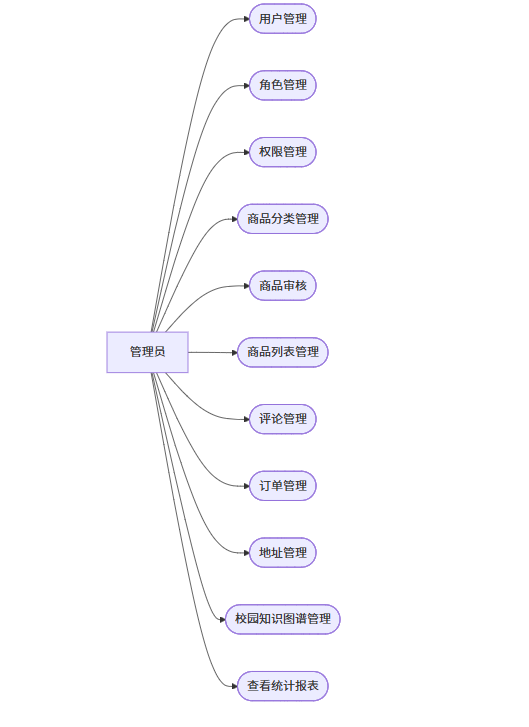 用户管理
角色管理
权限管理
商品分类管理
商品审核
管理员
商品列表管理
评论管理
订单管理
地址管理
校园知识图谱管理
查看统计报表